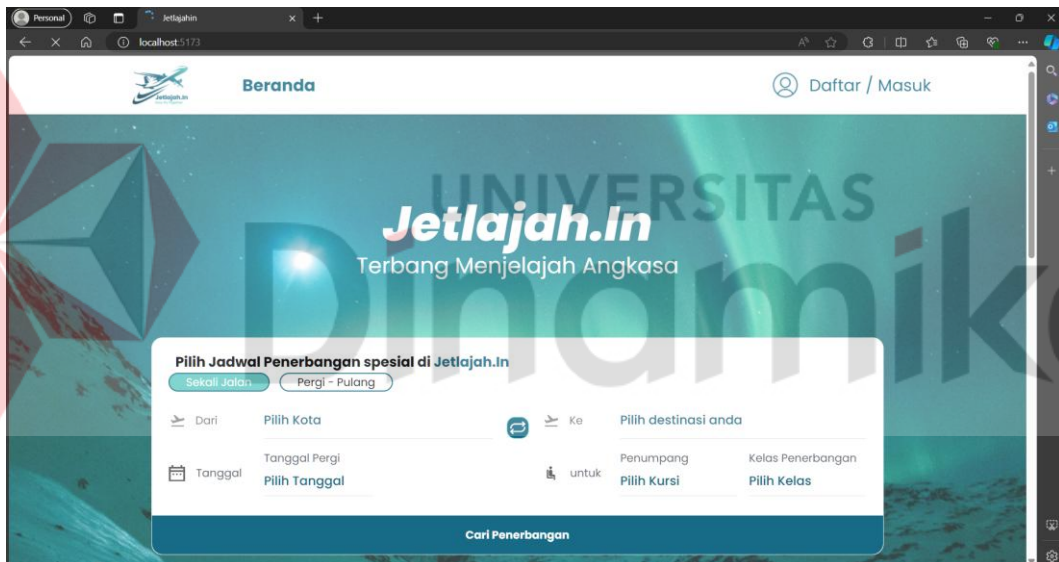 Personal
Jetlajahin
localhost:5173
Jetlajah.In
Beranda
Daftar / Masuk
UNIVERSITAS
Dinamika
Jetlajah.In
Terbang Menjelajah Angkasa
Pilih Jadwal Penerbangan spesial di Jetlajah.In
Sekali Jalan
Pergi - Pulang
Dari Pilih Kota
Ke Pilih destinasi anda
Tanggal Pergi
Tanggal Pilih Tanggal
Penumpang Kelas Penerbangan
untuk Pilih Kursi Pilih Kelas
Cari Penerbangan